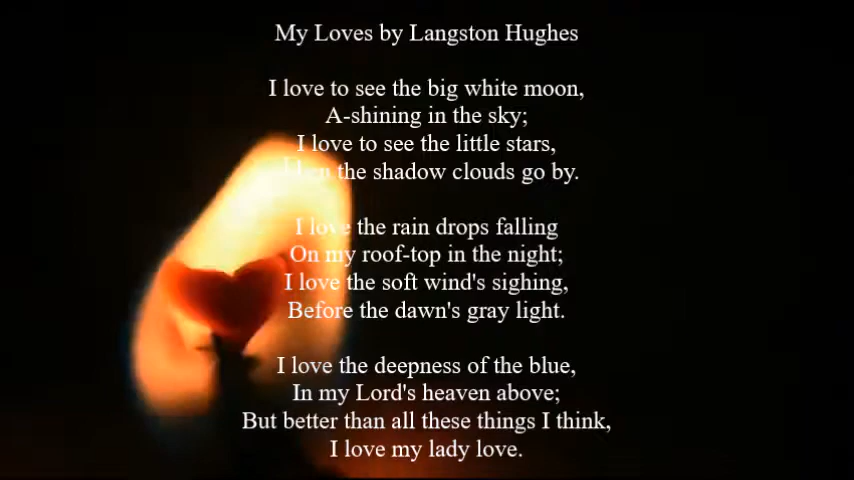 My Loves by Langston Hughes
I love to see the big white moon,
A-shining in the sky;
I love to see the little stars,
When the shadow clouds go by.
I love the rain drops falling
On my roof-top in the night;
I love the soft wind's sighing,
Before the dawn's gray light.
I love the deepness of the blue,
In my Lord's heaven above;
But better than all these things I think,
I love my lady love.